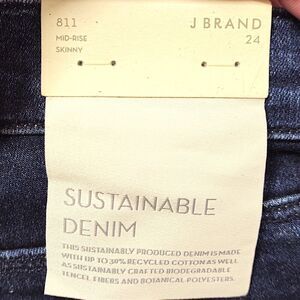 811 J BRAND
MID-RISE 24
SKINNY
SUSTAINABLE
DENIM
THIS SUSTAINABLY PRODUCED DENIM IS MADE
WITH UP TO 30% RECYCLED COTTON AS WELL
AS SUSTAINABLY CRAFTED BIODEGRADABLE
TENCEL FIBERS AND BOTANICAL POLYESTERS.